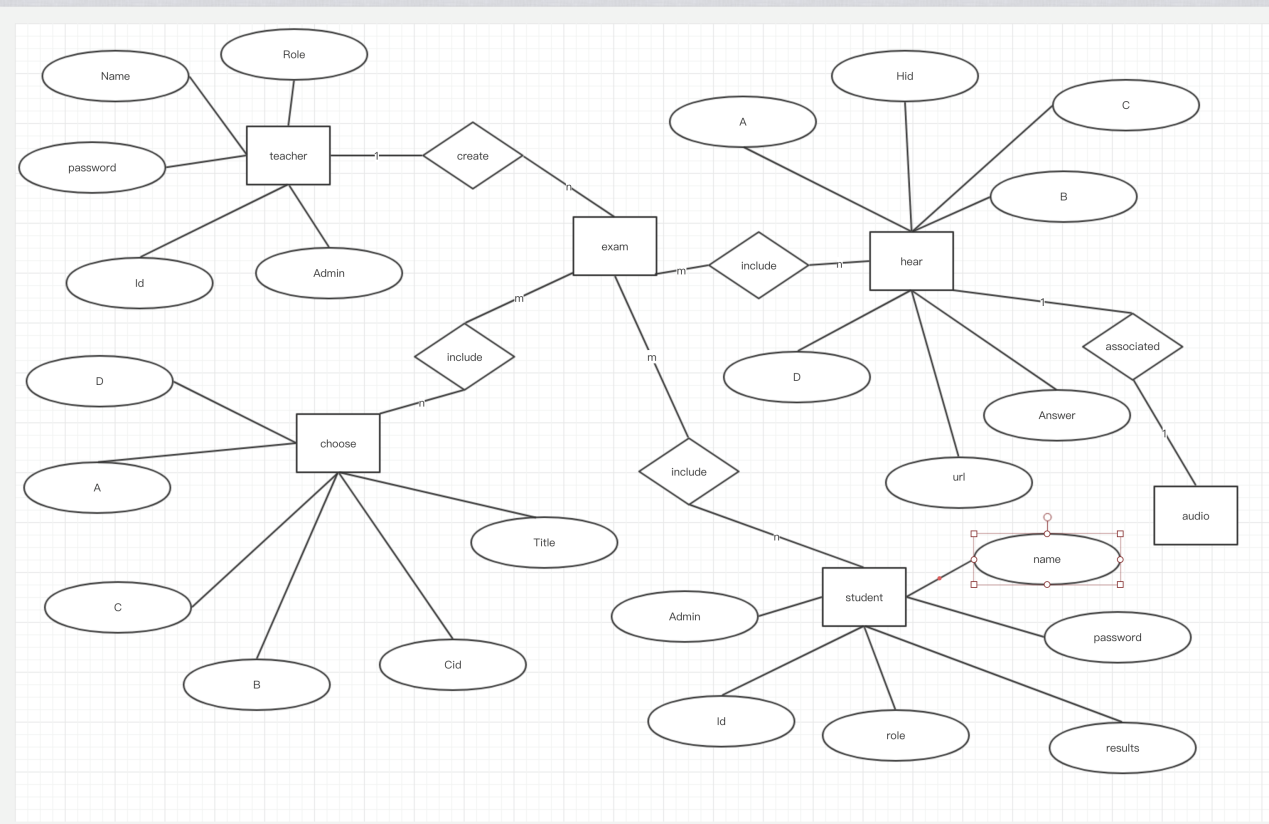 Role
Name
Hid
C
A
teacher
1
create
password
n
B
exam
hear
include
n
m
Id
Admin
m
1
include
m
associated
D
D
n
Answer
choose
1
include
url
A
audio
n
Title
name
student
C
Admin
password
Cid
B
Id
role
results